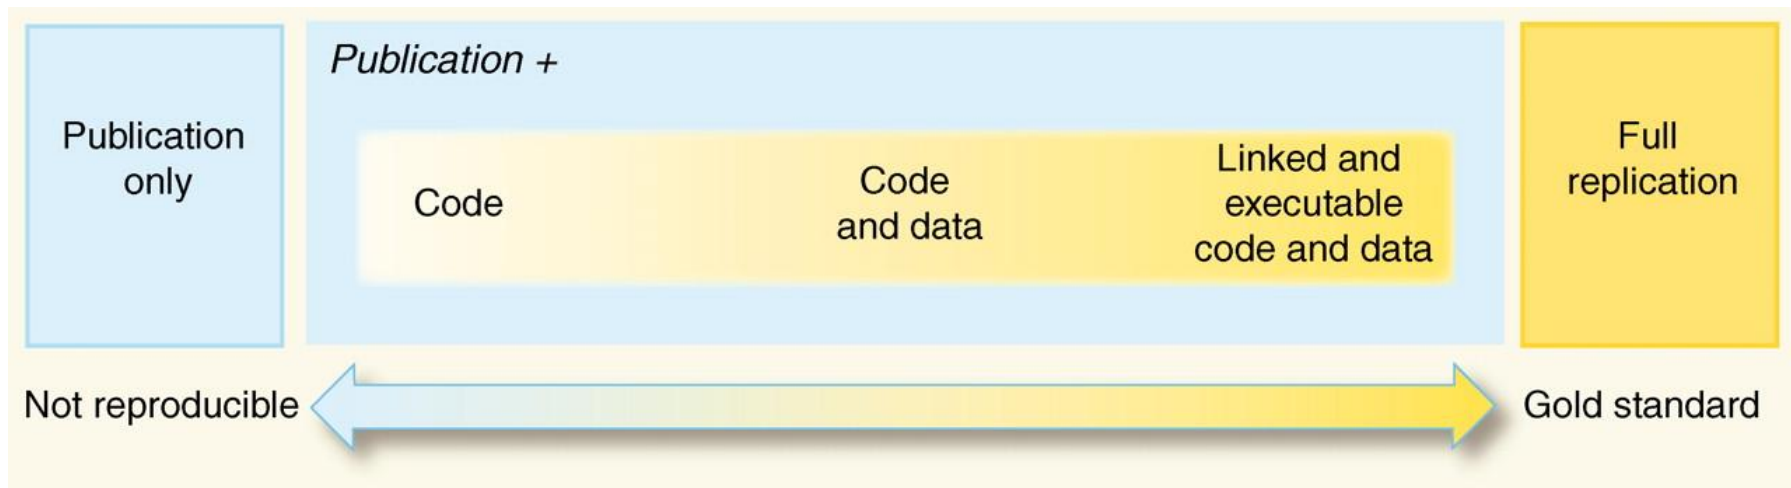 Publication
only
Publication +
Code
Code
and data
Linked and
executable
code and data
Full
replication
Not reproducible
Gold standard